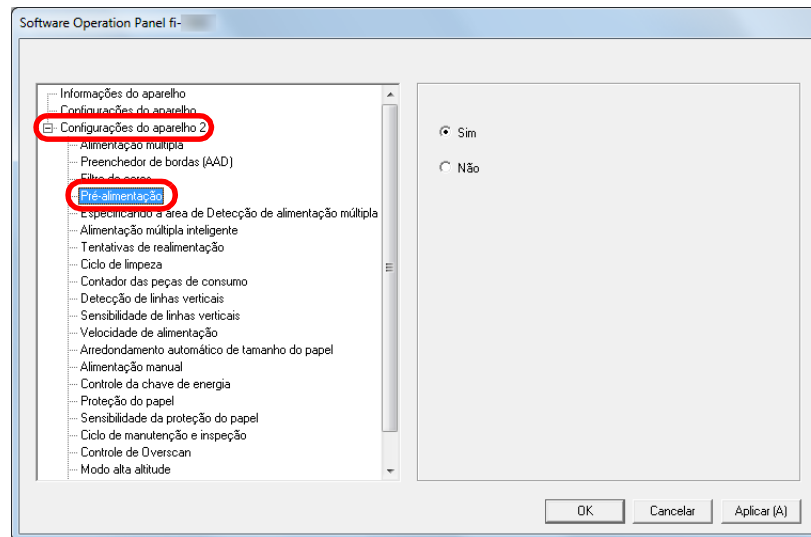 Software Operation Panel fi-
Informações do aparelho
Configurações do aparelho
Configurações do aparelho 2
Alimentação múltipla
Preenchedor de bordas (AAD)
Filtro de cores
Pré-alimentação
Especificando a área de Detecção de alimentação múltipla
Alimentação múltipla inteligente
Tentativas de realimentação
Ciclo de limpeza
Contador das peças de consumo
Detecção de linhas verticais
Sensibilidade de linhas verticais
Velocidade de alimentação
Arredondamento automático de tamanho do papel
Alimentação manual
Controle da chave de energia
Proteção do papel
Sensibilidade da proteção do papel
Ciclo de manutenção e inspeção
Controle de Overscan
Modo alta altitude
Sim
Não
OK Cancelar Aplicar (A)